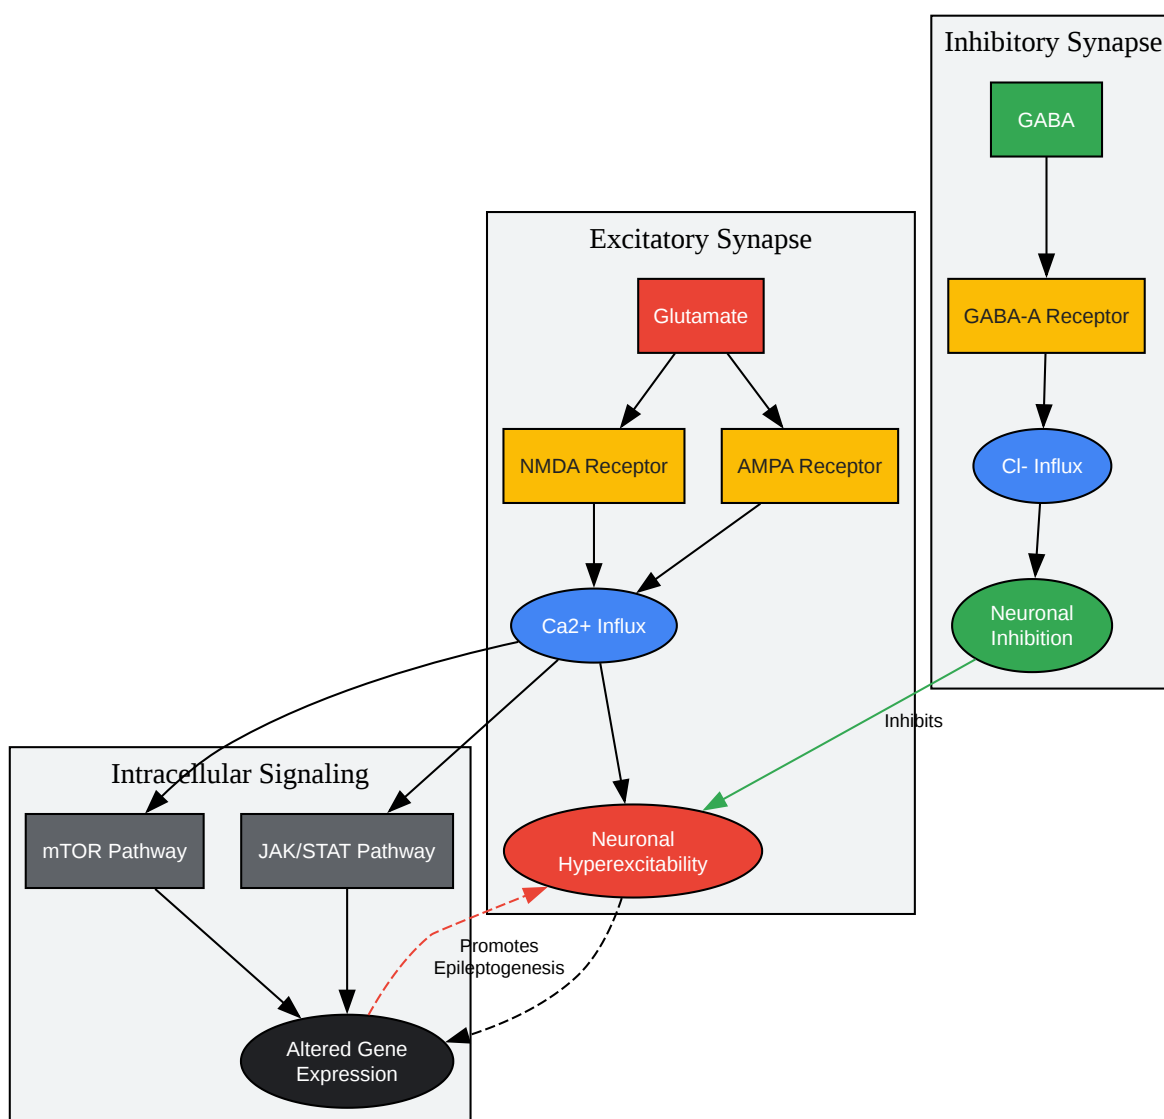 Inhibitory Synapse
GABA
GABA-A Receptor
Cl- Influx
Neuronal
Inhibition
Excitatory Synapse
Glutamate
NMDA Receptor
AMPA Receptor
Ca2+ Influx
Inhibits
Neuronal
Hyperexcitability
Intracellular Signaling
mTOR Pathway
JAK/STAT Pathway
Promotes
Epileptogenesis
Altered Gene
Expression